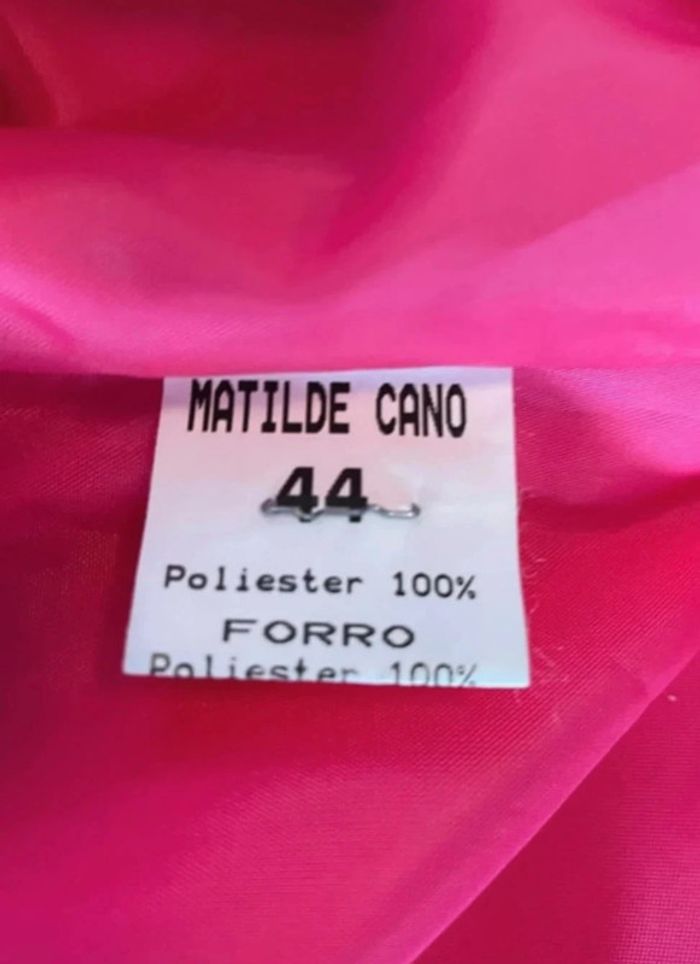 MATILDE CANO
44
Poliester 100%
FORRO
Poliester 100%